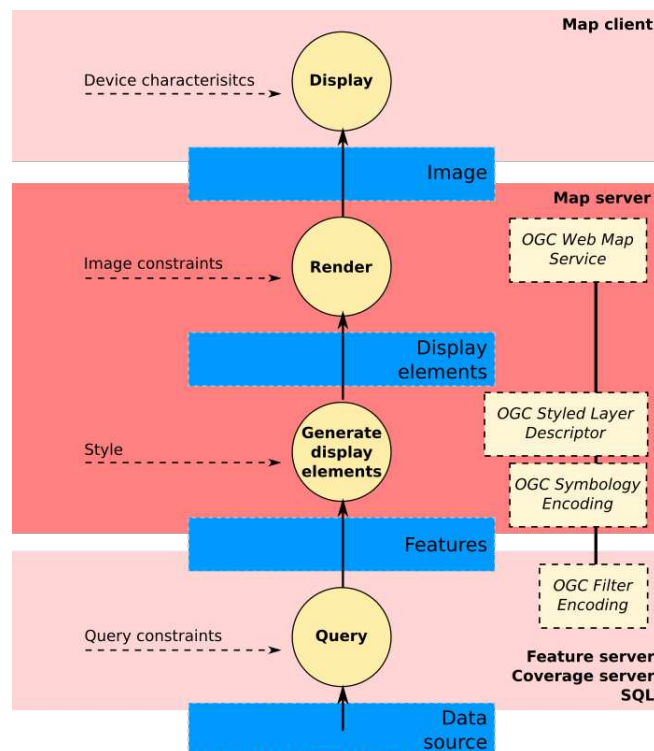 Map client
Display
Device characterisitcs
Image
Map server
OGC Web Map
Service
Render
Image constraints
Display
elements
OGC Styled Layer
Descriptor
Generate
display
elements
Style
OGC Symbology
Encoding
Features
OGC Filter
Encoding
Query
Query constraints
Feature server
Coverage server
SQL
Data
source